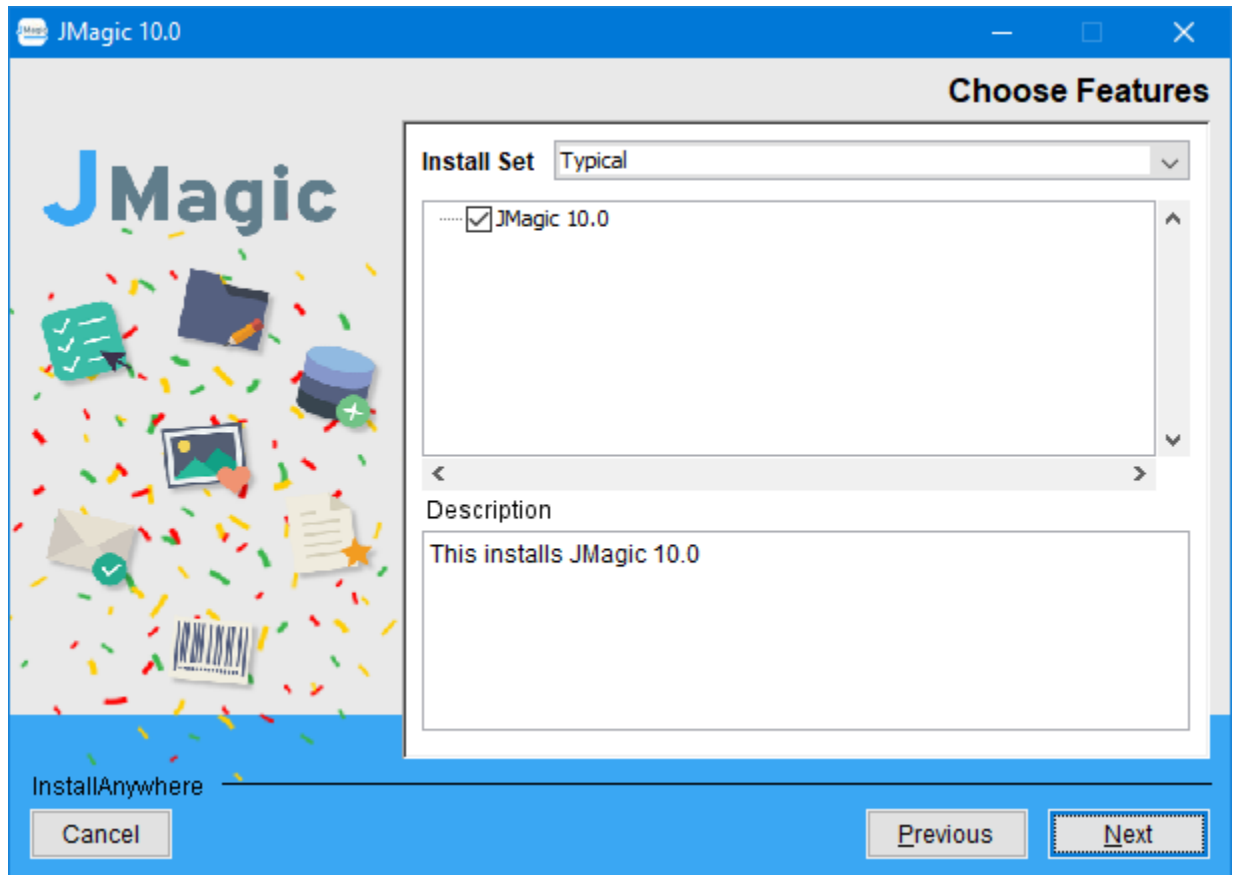 JMagic 10.0
Choose Features
JMagic
Install Set Typical
JMagic 10.0
Description
This installs JMagic 10.0
InstallAnywhere
Cancel Previous Next